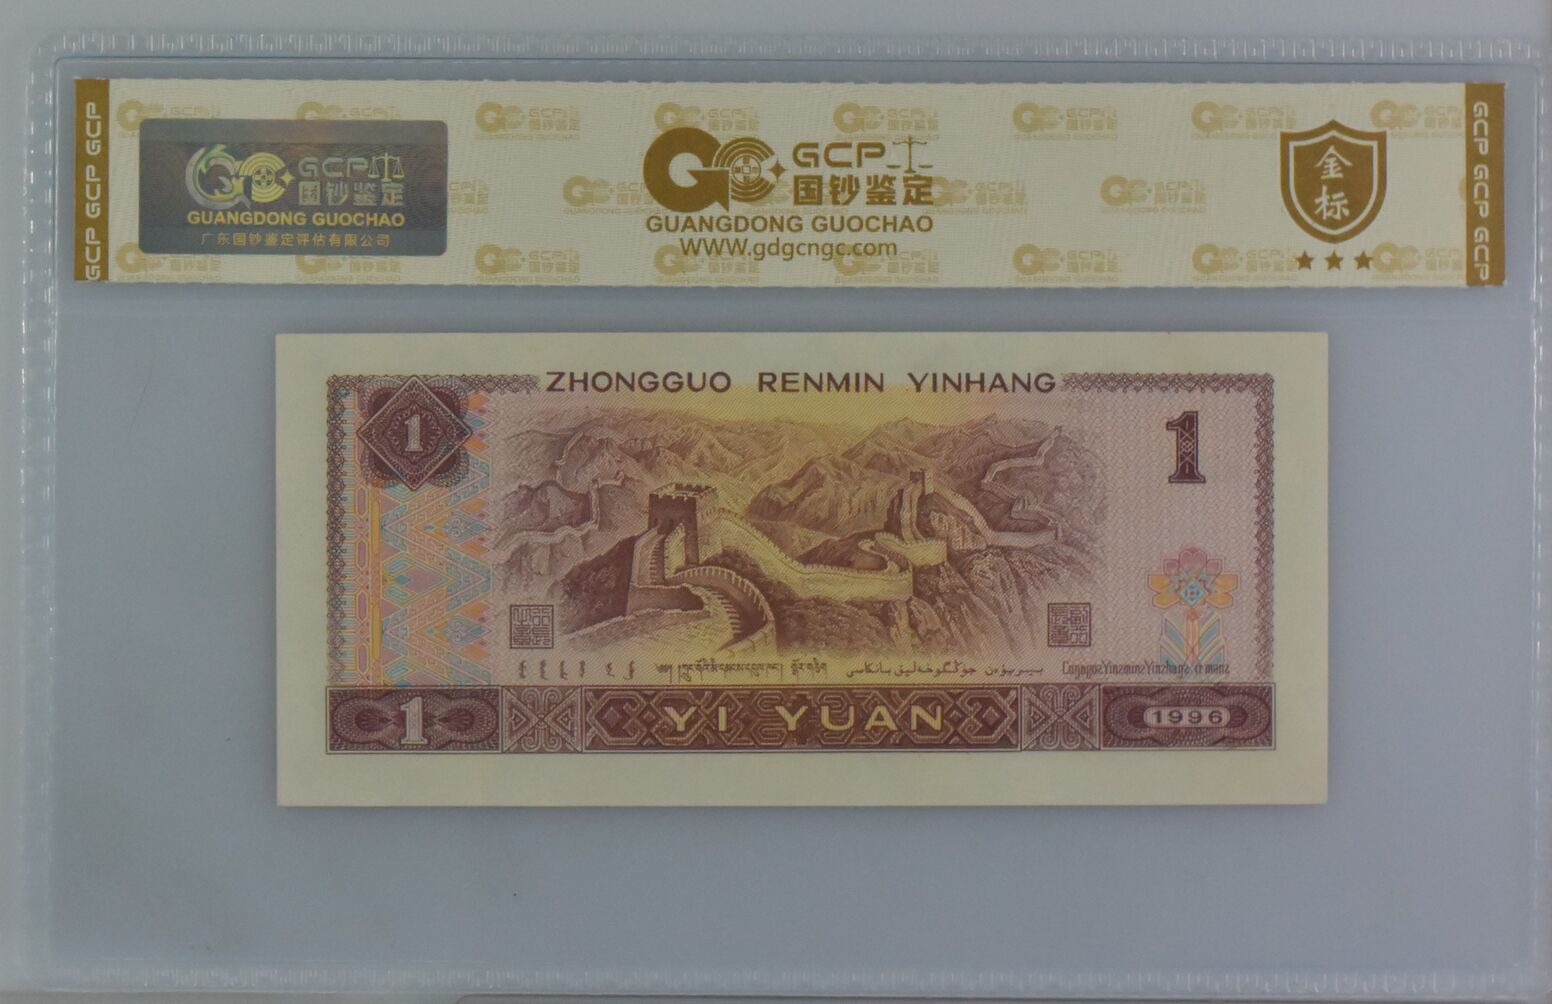 GCP GCP GCP
GCP 国钞鉴定
GUANGDONG GUOCHAO
广东国钞鉴定评估有限公司
GCP 国钞鉴定
GUANGDONG GUOCHAO
WWW.gdgcngc.com
金标
GCP GCP GCP
ZHONGGUO RENMIN YINHANG
1
1
1
YI YUAN
1996